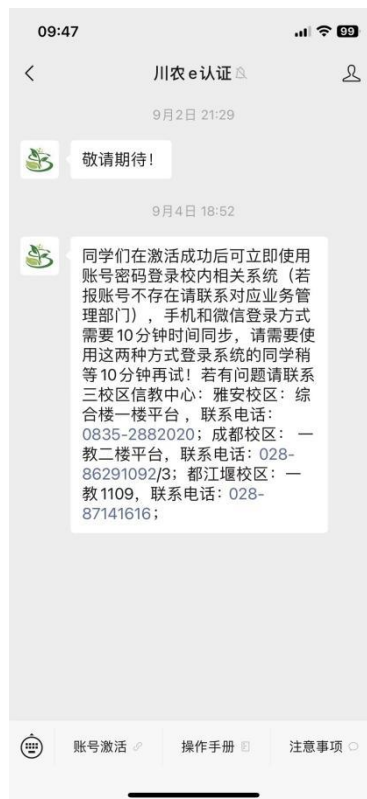 09:47
99
川农e认证
9月2日 21:29
敬请期待！
9月4日 18:52
同学们在激活成功后可立即使用
账号密码登录校内相关系统（若
报账号不存在请联系对应业务管
理部门），手机和微信登录方式
需要10分钟时间同步，请需要使
用这两种方式登录系统的同学稍
等10分钟再试！若有问题请联系
三校区信教中心：雅安校区：综
合楼一楼平台，联系电话：
0835-2882020；成都校区： 一
教二楼平台，联系电话：028-
86291092/3；都江堰校区：一
教1109，联系电话：028-
87141616；
账号激活
操作手册
注意事项